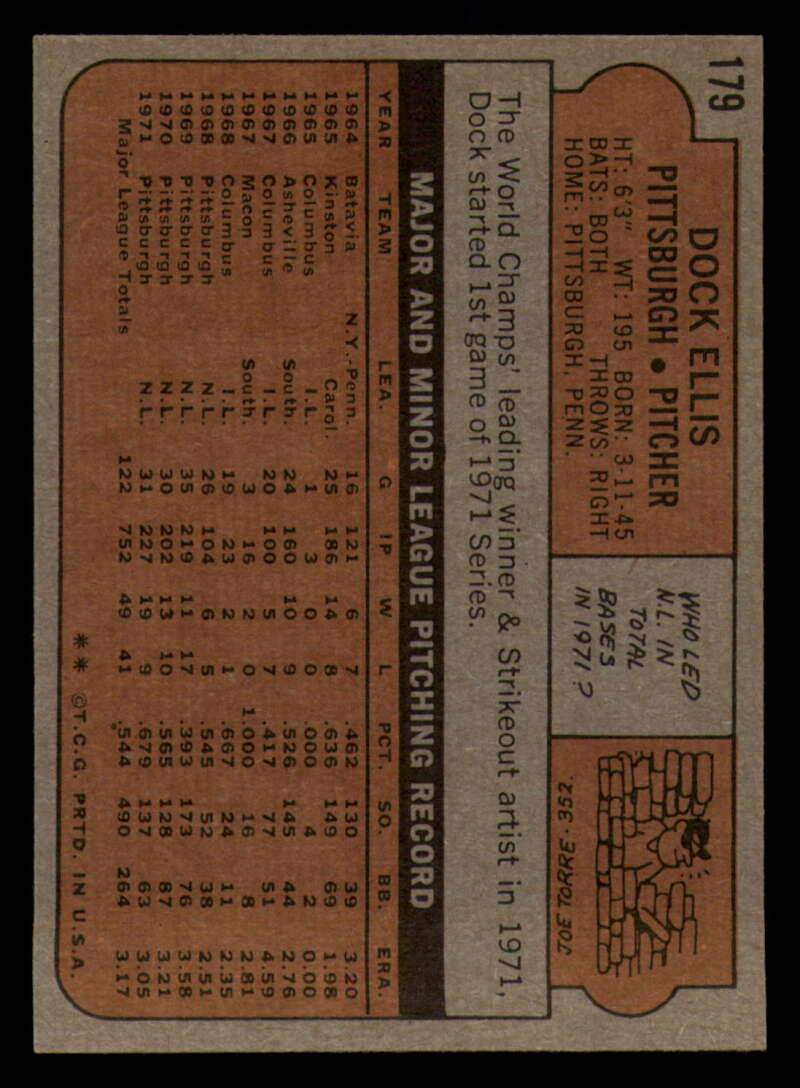 179
DOCK ELLIS
PITTSBURGH • PITCHER
HT: 6'3" WT: 195 BORN: 3-11-45
BATS: BOTH THROWS: RIGHT
HOME: PITTSBURGH, PENN.
WHO LED
N.L. IN
TOTAL
BASES
IN 1971?
JOE TORRE - 352.
The World Champs' leading winner & Strikeout artist in 1971,
Dock started 1st game of 1971 Series.
MAJOR AND MINOR LEAGUE PITCHING RECORD
YEAR TEAM LEA. G IP W L PCT. SO. BB. ERA.
1964 Batavia N.Y.-Penn. 16 121 6 7 .462 130 39 3.20
1965 Kinston Carol. 25 186 14 8 .636 149 69 1.98
1965 Columbus I.L. 1 3 0 0 .000 4 2 0.00
1966 Asheville South. 24 160 10 9 .526 145 44 2.76
1967 Columbus I.L. 20 100 5 7 .417 77 51 4.59
1967 Macon South. 3 16 2 0 1.000 16 8 2.81
1968 Columbus I.L. 19 23 2 1 .667 24 11 2.35
1968 Pittsburgh N.L. 26 104 6 5 .545 52 38 2.51
1969 Pittsburgh N.L. 35 219 11 17 .393 173 76 3.58
1970 Pittsburgh N.L. 30 202 13 10 .565 128 87 3.21
1971 Pittsburgh N.L. 31 227 19 9 .679 137 63 3.05
Major League Totals 122 752 49 41 .544 490 264 3.17
** ©T.C.G. PRTD. IN U.S.A.